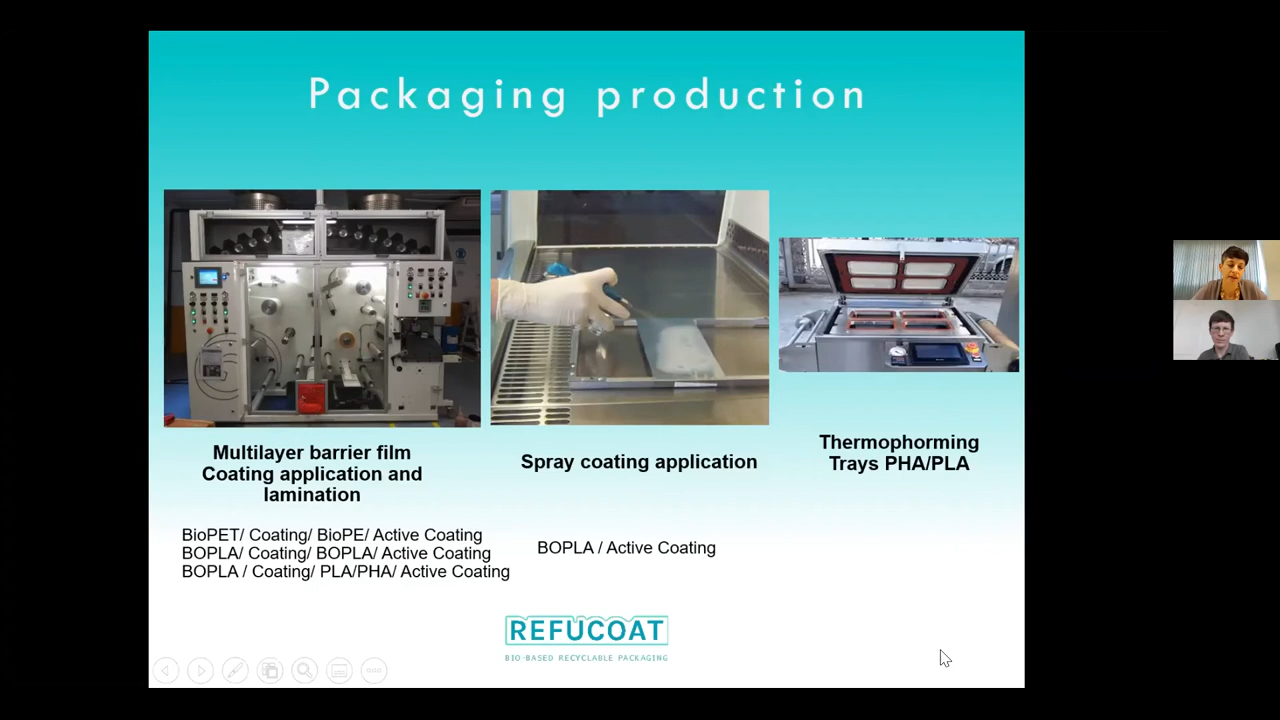 Packaging production
Multilayer barrier film
Coating application and
lamination
BioPET/ Coating/ BioPE/ Active Coating
BOPLA/ Coating/ BOPLA/ Active Coating
BOPLA / Coating/ PLA/PHA/ Active Coating
Spray coating application
BOPLA / Active Coating
Thermophorming
Trays PHA/PLA
REFUCOAT
BIO-BASED RECYCLABLE PACKAGING